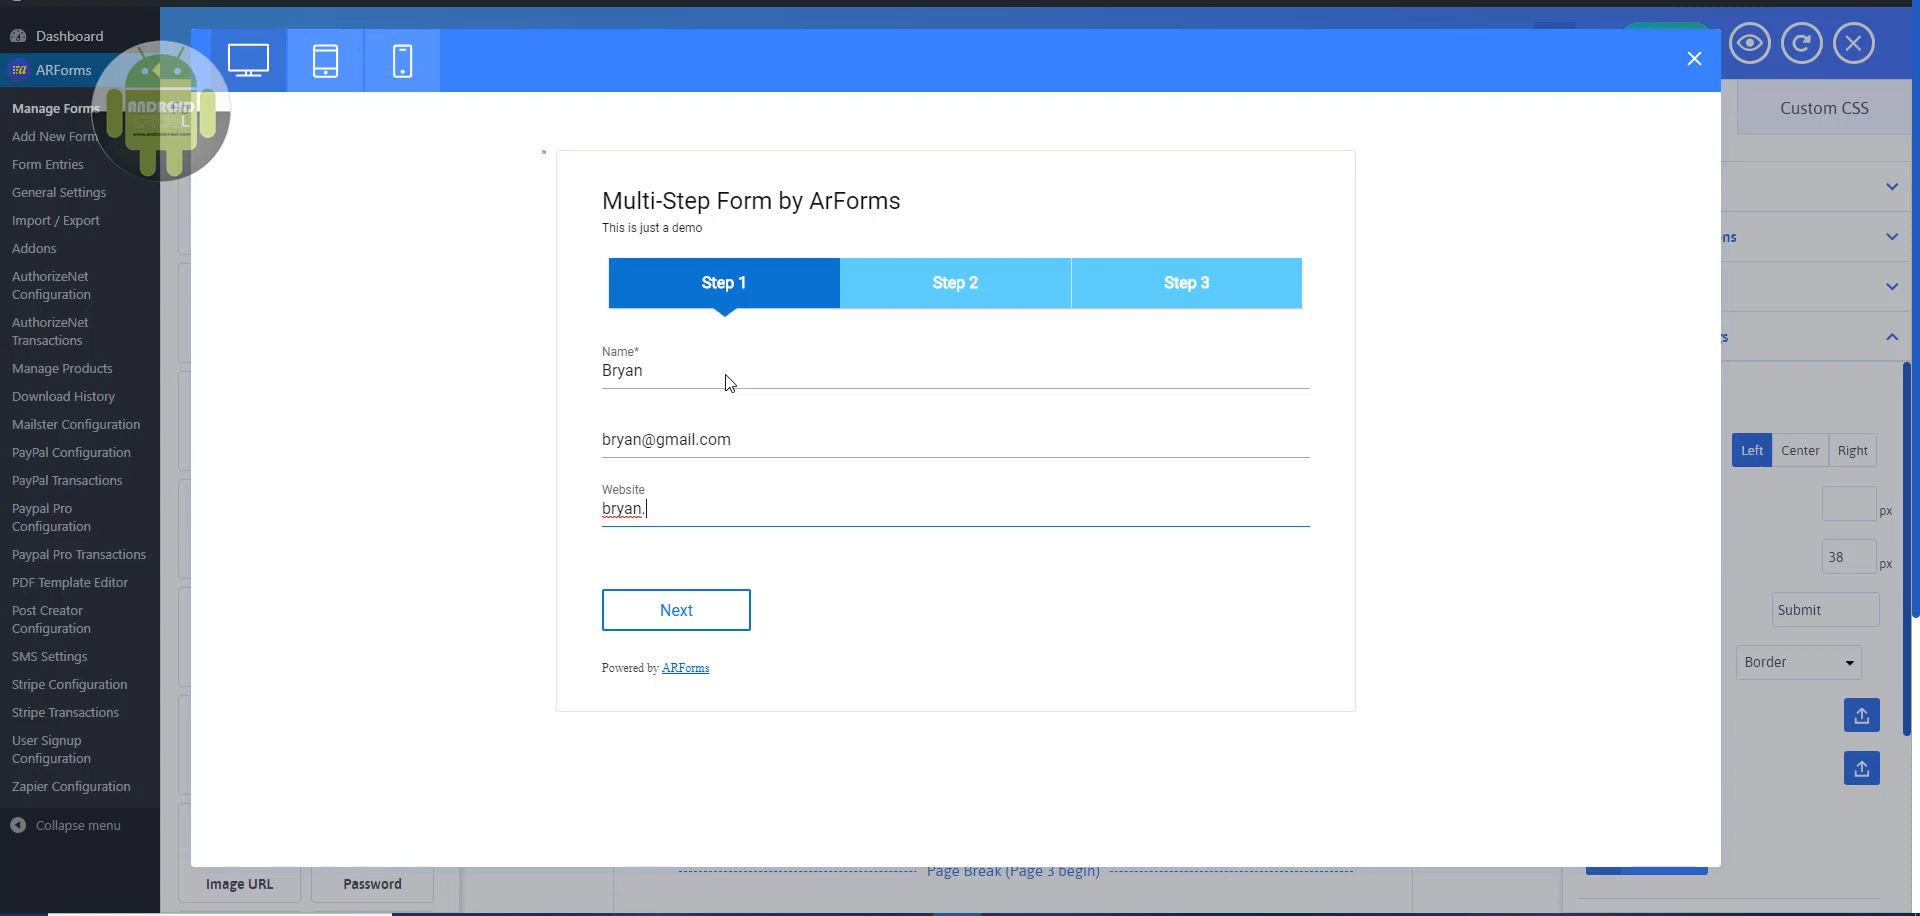 Dashboard
ARForms
Manage Forms
Add New Form
Form Entries
General Settings
Import / Export
Addons
AuthorizeNet
Configuration
AuthorizeNet
Transactions
Manage Products
Download History
Mailster Configuration
PayPal Configuration
PayPal Transactions
Paypal Pro
Configuration
Paypal Pro Transactions
PDF Template Editor
Post Creator
Configuration
SMS Settings
Stripe Configuration
Stripe Transactions
User Signup
Configuration
Zapier Configuration
Collapse menu
ANDROID
Multi-Step Form by ArForms
This is just a demo
Step 1
Step 2
Step 3
Name*
Bryan
bryan@gmail.com
Website
bryan.
Next
Powered by ARForms
Custom CSS
ns
s
Left
Center
Right
px
38
px
Submit
Border
Image URL
Password
Page Break (Page 3 begin)